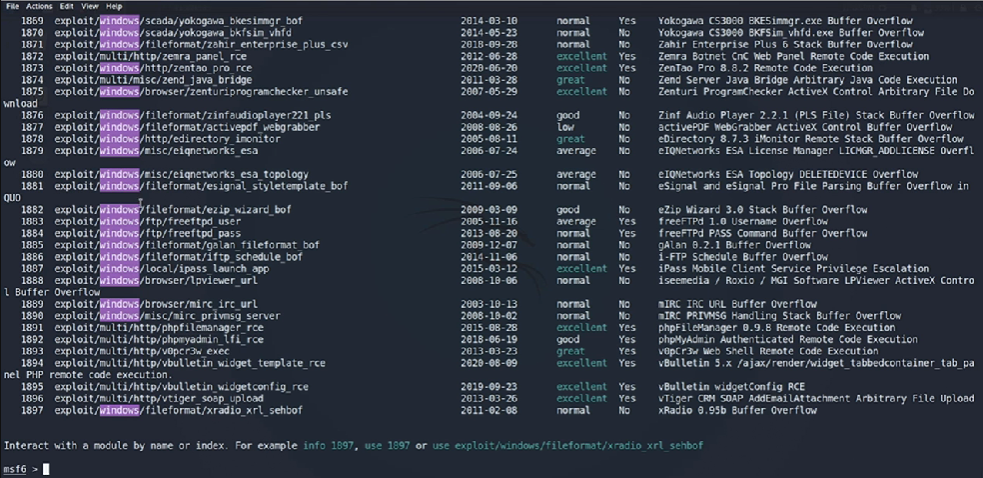 File Actions Edit View Help
1869 exploit/windows/scada/yokogawa_bkesimmgr_bof 2014-03-10 normal Yes Yokogawa CS3000 BKESimmgr.exe Buffer Overflow
1870 exploit/windows/scada/yokogawa_bkfsim_vhfd 2014-05-23 normal No Yokogawa CS3000 BKFSim_vhfd.exe Buffer Overflow
1871 exploit/windows/fileformat/zahir_enterprise_plus_csv 2018-09-28 normal No Zahir Enterprise Plus 6 Stack Buffer Overflow
1872 exploit/multi/http/zemra_panel_rce 2012-06-28 excellent Yes Zemra Botnet CnC Web Panel Remote Code Execution
1873 exploit/windows/http/zentao_pro_rce 2020-06-20 excellent Yes ZenTao Pro 8.8.2 Remote Code Execution
1874 exploit/multi/misc/zend_java_bridge 2011-03-28 great No Zend Server Java Bridge Arbitrary Java Code Execution
1875 exploit/windows/browser/zenturiprogramchecker_unsafe 2007-05-29 excellent No Zenturi ProgramChecker ActiveX Control Arbitrary File Do
wnload
1876 exploit/windows/fileformat/zinfaudioplayer221_pls 2004-09-24 good No Zinf Audio Player 2.2.1 (PLS File) Stack Buffer Overflow
1877 exploit/windows/fileformat/activepdf_webgrabber 2008-08-26 low No activePDF WebGrabber ActiveX Control Buffer Overflow
1878 exploit/windows/http/edirectory_imonitor 2005-08-11 great No eDirectory 8.7.3 iMonitor Remote Stack Buffer Overflow
1879 exploit/windows/misc/eiqnetworks_esa 2006-07-24 average No eIQNetworks ESA License Manager LICMGR_ADDLICENSE Overfl
ow
1880 exploit/windows/misc/eiqnetworks_esa_topology 2006-07-25 average No eIQNetworks ESA Topology DELETEDEVICE Overflow
1881 exploit/windows/fileformat/esignal_styletemplate_bof 2011-09-06 normal No eSignal and eSignal Pro File Parsing Buffer Overflow in
QUO
1882 exploit/windows/fileformat/ezip_wizard_bof 2009-03-09 good No eZip Wizard 3.0 Stack Buffer Overflow
1883 exploit/windows/ftp/freeftpd_user 2005-11-16 average Yes freeFTPd 1.0 Username Overflow
1884 exploit/windows/ftp/freeftpd_pass 2013-08-20 normal Yes freeFTPd PASS Command Buffer Overflow
1885 exploit/windows/fileformat/galan_fileformat_bof 2009-12-07 normal No gAlan 0.2.1 Buffer Overflow
1886 exploit/windows/fileformat/iftp_schedule_bof 2014-11-06 normal No i-FTP Schedule Buffer Overflow
1887 exploit/windows/local/ipass_launch_app 2015-03-12 excellent Yes iPass Mobile Client Service Privilege Escalation
1888 exploit/windows/browser/lpviewer_url 2008-10-06 normal No iseemedia / Roxio / MGI Software LPViewer ActiveX Contro
l Buffer Overflow
1889 exploit/windows/browser/mirc_irc_url 2003-10-13 normal No mIRC IRC URL Buffer Overflow
1890 exploit/windows/misc/mirc_privmsg_server 2008-10-02 normal No mIRC PRIVMSG Handling Stack Buffer Overflow
1891 exploit/multi/http/phpfilemanager_rce 2015-08-28 excellent Yes phpFileManager 0.9.8 Remote Code Execution
1892 exploit/multi/http/phpmyadmin_lfi_rce 2018-06-19 good Yes phpMyAdmin Authenticated Remote Code Execution
1893 exploit/multi/http/v0pcr3w_exec 2013-03-23 great Yes v0pCr3w Web Shell Remote Code Execution
1894 exploit/multi/http/vbulletin_widget_template_rce 2020-08-09 excellent Yes vBulletin 5.x /ajax/render/widget_tabbedcontainer_tab_pa
nel PHP remote code execution.
1895 exploit/multi/http/vbulletin_widgetconfig_rce 2019-09-23 excellent Yes vBulletin widgetConfig RCE
1896 exploit/multi/http/vtiger_soap_upload 2013-03-26 excellent Yes vTiger CRM SOAP AddEmailAttachment Arbitrary File Upload
1897 exploit/windows/fileformat/xradio_xrl_sehbof 2011-02-08 normal No xRadio 0.95b Buffer Overflow
Interact with a module by name or index. For example info 1897, use 1897 or use exploit/windows/fileformat/xradio_xrl_sehbof
msf6 >